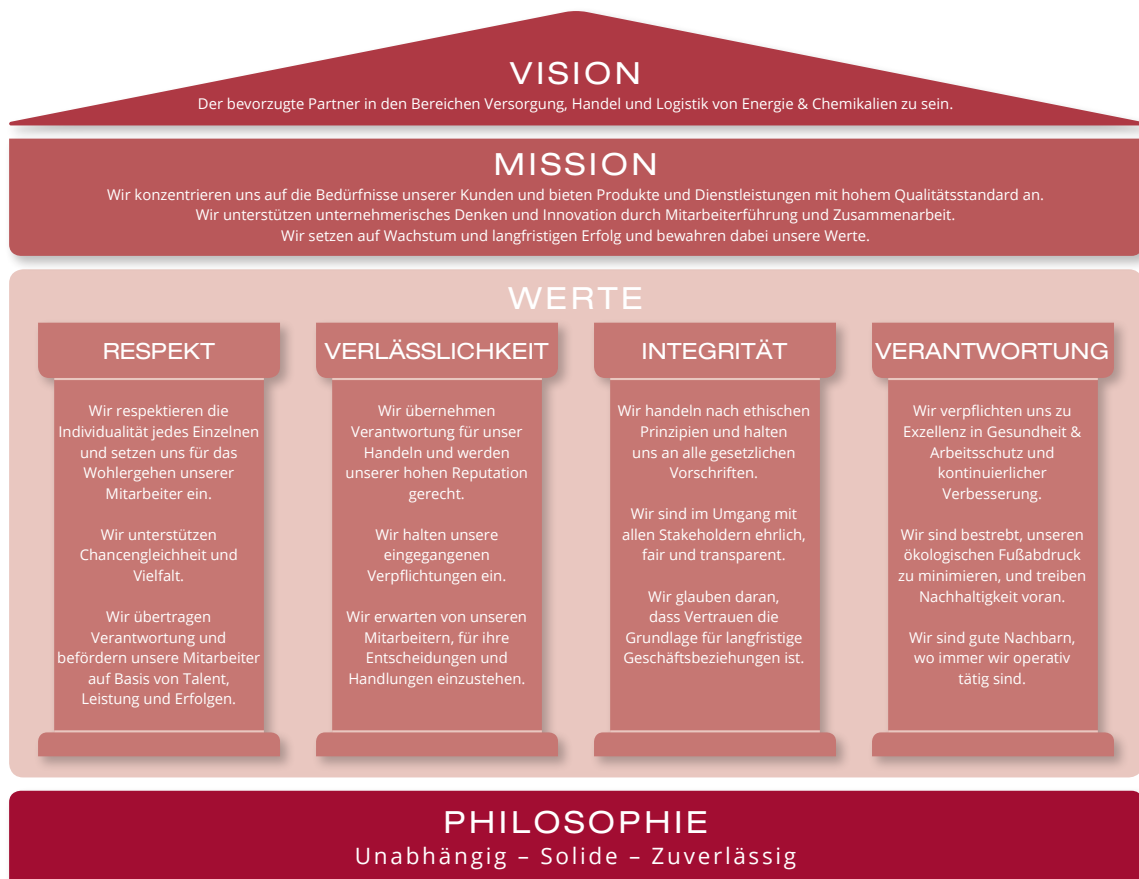 VISION
Der bevorzugte Partner in den Bereichen Versorgung, Handel und Logistik von Energie & Chemikalien zu sein.
MISSION
Wir konzentrieren uns auf die Bedürfnisse unserer Kunden und bieten Produkte und Dienstleistungen mit hohem Qualitätsstandard an.
Wir unterstützen unternehmerisches Denken und Innovation durch Mitarbeiterführung und Zusammenarbeit.
Wir setzen auf Wachstum und langfristigen Erfolg und bewahren dabei unsere Werte.
WERTE
RESPEKT
Wir respektieren die
Individualität jedes Einzelnen
und setzen uns für das
Wohlergehen unserer
Mitarbeiter ein.
Wir unterstützen
Chancengleichheit und
Vielfalt.
Wir übertragen
Verantwortung und
befördern unsere Mitarbeiter
auf Basis von Talent,
Leistung und Erfolgen.
VERLÄSSLICHKEIT
Wir übernehmen
Verantwortung für unser
Handeln und werden
unserer hohen Reputation
gerecht.
Wir halten unsere
eingegangenen
Verpflichtungen ein.
Wir erwarten von unseren
Mitarbeitern, für ihre
Entscheidungen und
Handlungen einzustehen.
INTEGRITÄT
Wir handeln nach ethischen
Prinzipien und halten
uns an alle gesetzlichen
Vorschriften.
Wir sind im Umgang mit
allen Stakeholdern ehrlich,
fair und transparent.
Wir glauben daran,
dass Vertrauen die
Grundlage für langfristige
Geschäftsbeziehungen ist.
VERANTWORTUNG
Wir verpflichten uns zu
Exzellenz in Gesundheit &
Arbeitsschutz und
kontinuierlicher
Verbesserung.
Wir sind bestrebt, unseren
ökologischen Fußabdruck
zu minimieren, und treiben
Nachhaltigkeit voran.
Wir sind gute Nachbarn,
wo immer wir operativ
tätig sind.
PHILOSOPHIE
Unabhängig – Solide – Zuverlässig